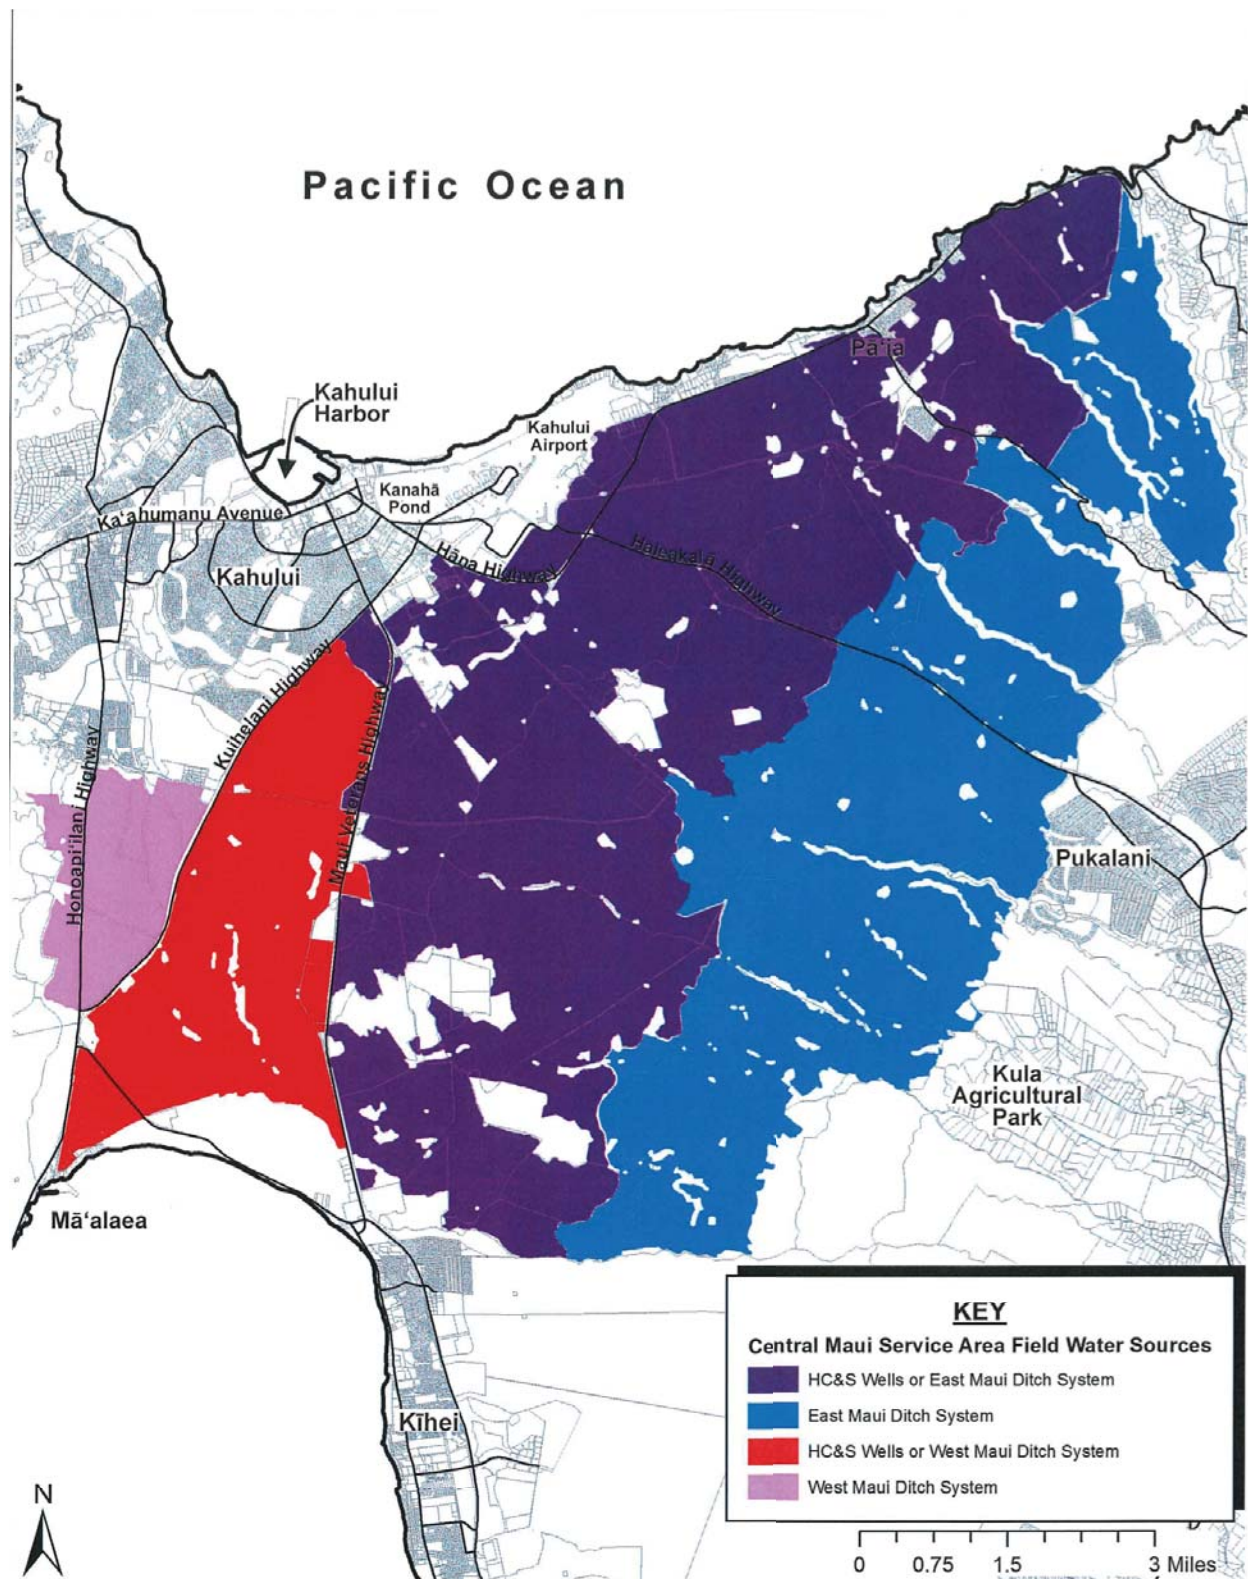 Pacific Ocean
Kahului
Harbor
Pā'ia
Kahului
Airport
Kanahā
Pond
Ka'ahumanu Avenue
Hāna Highway
Haleakalā Highway
Kahului
Kuihelani Highway
Maui Veterans Highway
Honoapi'ilani Highway
Pukalani
Kula
Agricultural
Park
Mā'alaea
Kīhei
KEY
Central Maui Service Area Field Water Sources
HC&S Wells or East Maui Ditch System
East Maui Ditch System
HC&S Wells or West Maui Ditch System
West Maui Ditch System
N
0 0.75 1.5 3 Miles